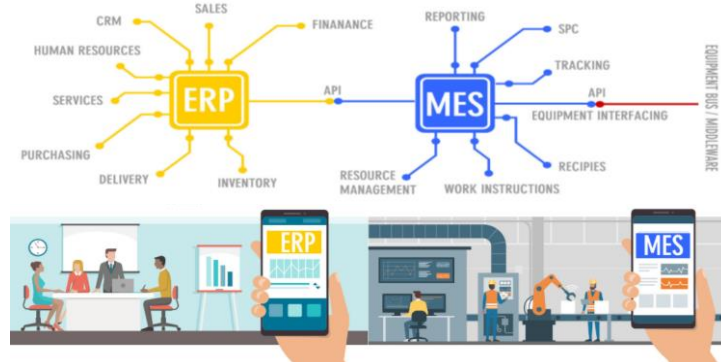 SALES
CRM
FINANANCE
HUMAN RESOURCES
SERVICES
ERP
PURCHASING
DELIVERY
INVENTORY
API
REPORTING
SPC
TRACKING
MES
API
EQUIPMENT INTERFACING
RESOURCE
MANAGEMENT
WORK INSTRUCTIONS
RECIPIES
EQUIPMENT BUS / MIDDLEWARE
ERP
MES